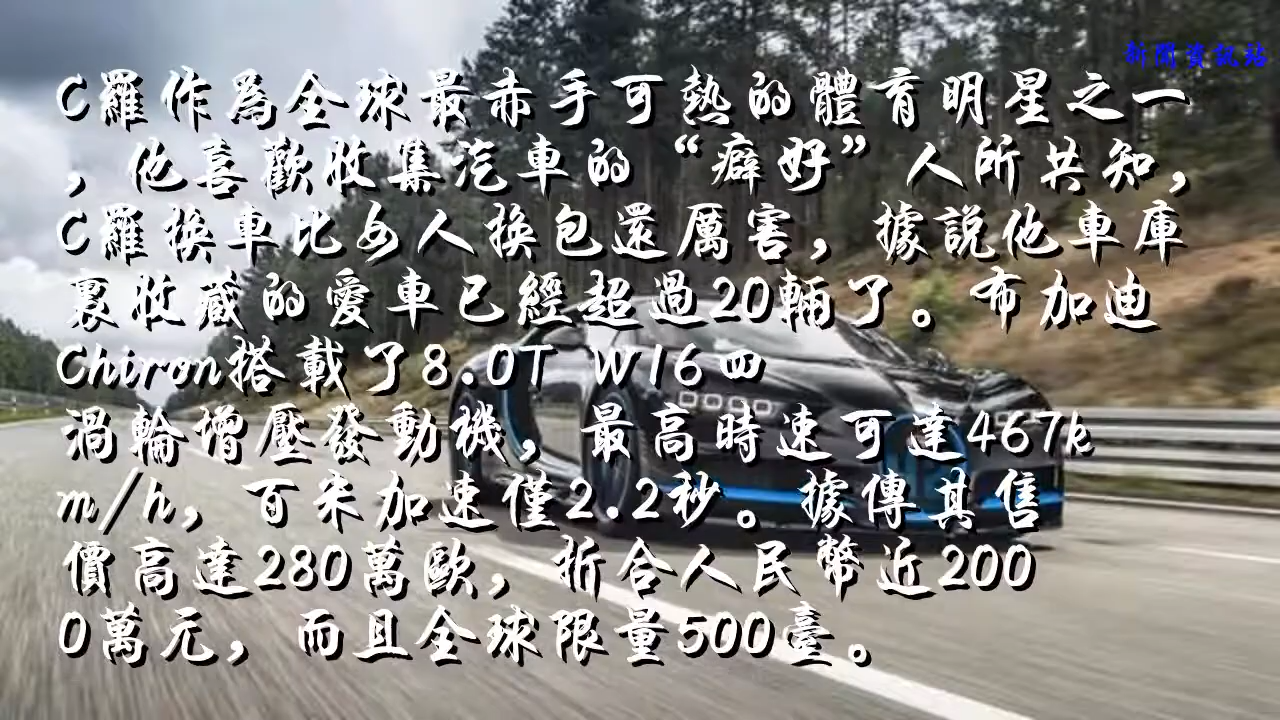 新聞資訊站
C羅作為全球最赤手可熱的體育明星之一
，他喜歡收集汽車的“癖好”人所共知，
C羅換車比女人換包還厲害，據說他車庫
裏收藏的愛車已經超過20輛了。布加迪
Chiron搭載了8.0T W16四
渦輪增壓發動機，最高時速可達467k
m/h，百米加速僅2.2秒。據傳其售
價高達280萬歐，折合人民幣近200
0萬元，而且全球限量500臺。